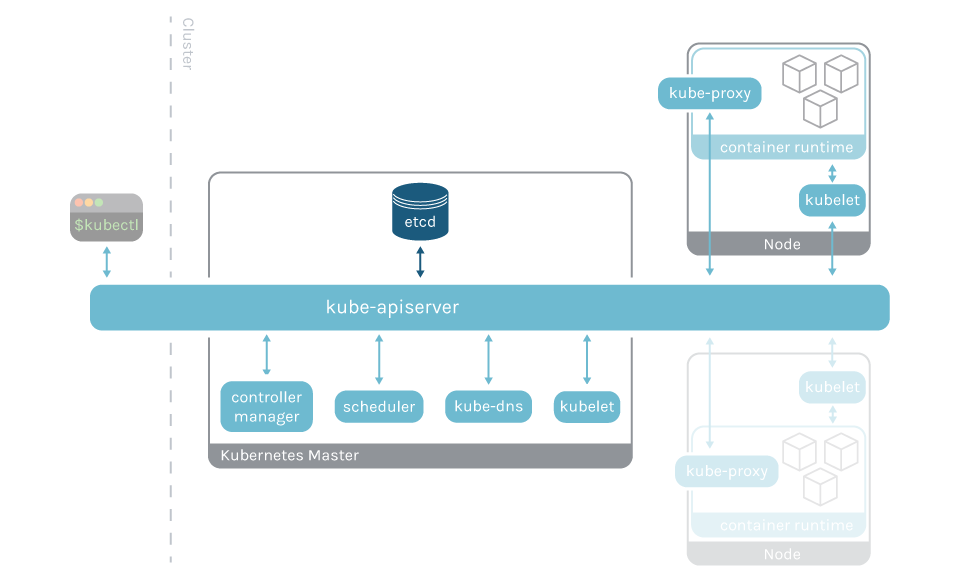 Cluster
$kubectl
kube-proxy
container runtime
kubelet
Node
etcd
kube-apiserver
controller
manager
scheduler
kube-dns
kubelet
Kubernetes Master
kubelet
kube-proxy
container runtime
Node